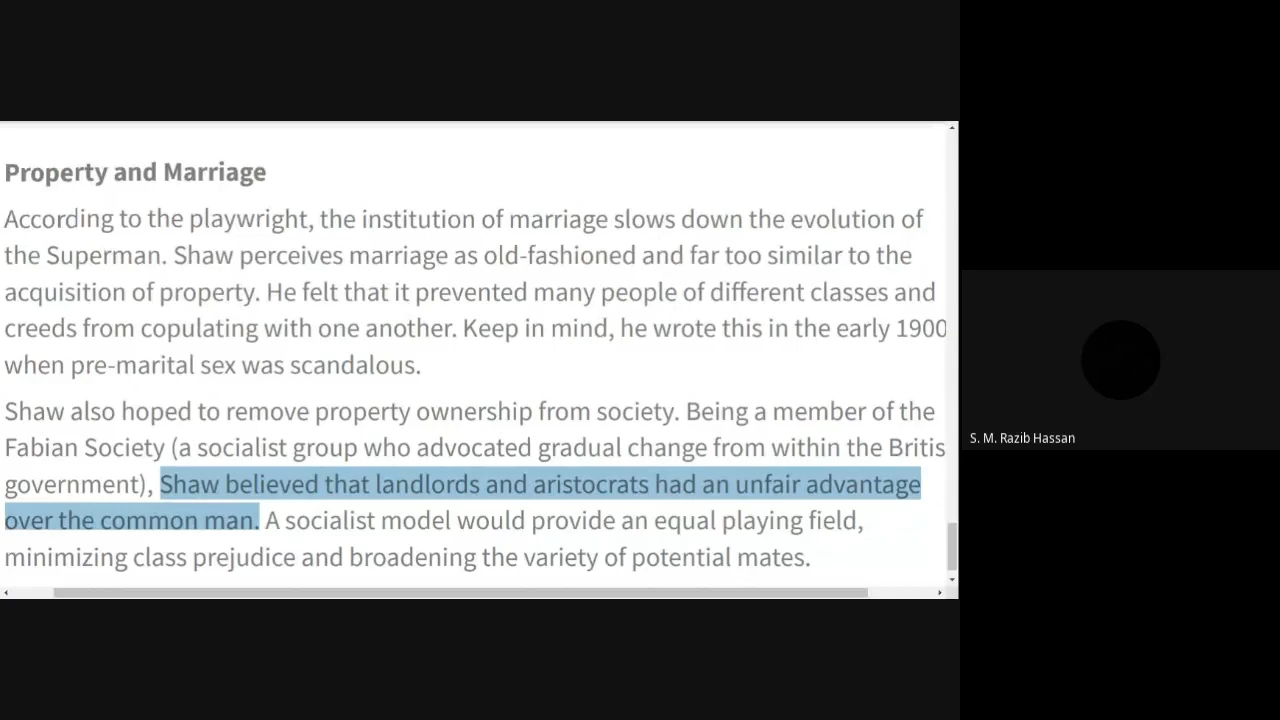 Property and Marriage
According to the playwright, the institution of marriage slows down the evolution of
the Superman. Shaw perceives marriage as old-fashioned and far too similar to the
acquisition of property. He felt that it prevented many people of different classes and
creeds from copulating with one another. Keep in mind, he wrote this in the early 1900
when pre-marital sex was scandalous.
Shaw also hoped to remove property ownership from society. Being a member of the
Fabian Society (a socialist group who advocated gradual change from within the Britis
government), Shaw believed that landlords and aristocrats had an unfair advantage
over the common man. A socialist model would provide an equal playing field,
minimizing class prejudice and broadening the variety of potential mates.
S. M. Razib Hassan